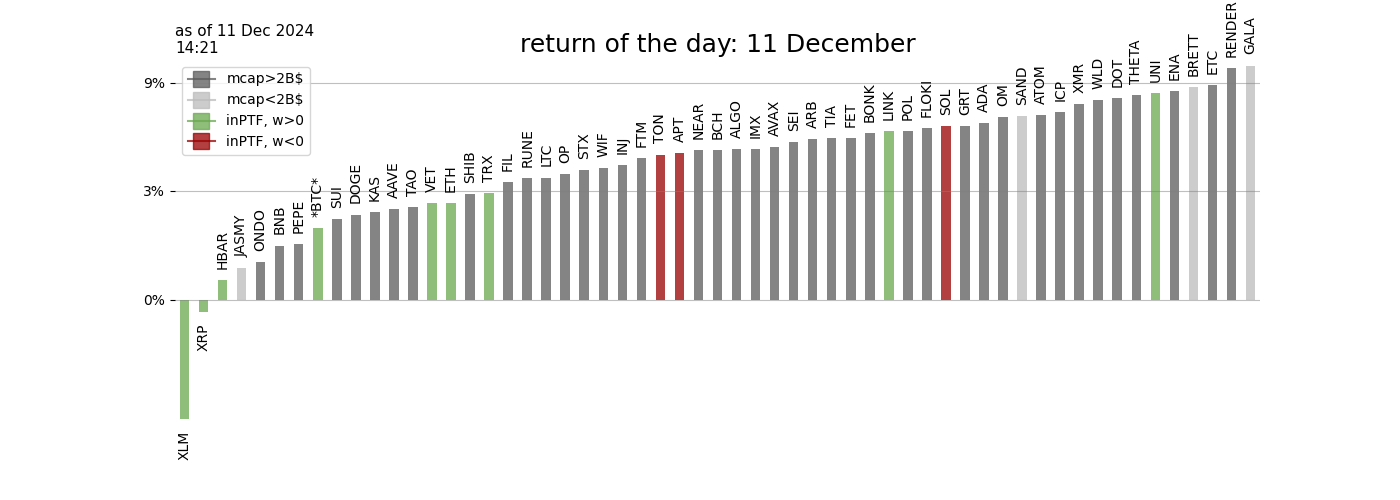 as of 11 Dec 2024
14:21
return of the day: 11 December
mcap>2B$
mcap<2B$
inPTF, w>0
inPTF, w<0
9%
3%
0%
XLM
XRP
HBAR
JASMY
ONDO
BNB
PEPE
*BTC*
SUI
DOGE
KAS
AAVE
TAO
VET
ETH
SHIB
TRX
FIL
RUNE
LTC
OP
STX
WIF
INJ
FTM
TON
APT
NEAR
BCH
ALGO
IMX
AVAX
SEI
ARB
TIA
FET
BONK
LINK
POL
FLOKI
SOL
GRT
ADA
OM
SAND
ATOM
ICP
XMR
WLD
DOT
THETA
UNI
ENA
BRETT
ETC
RENDER
GALA